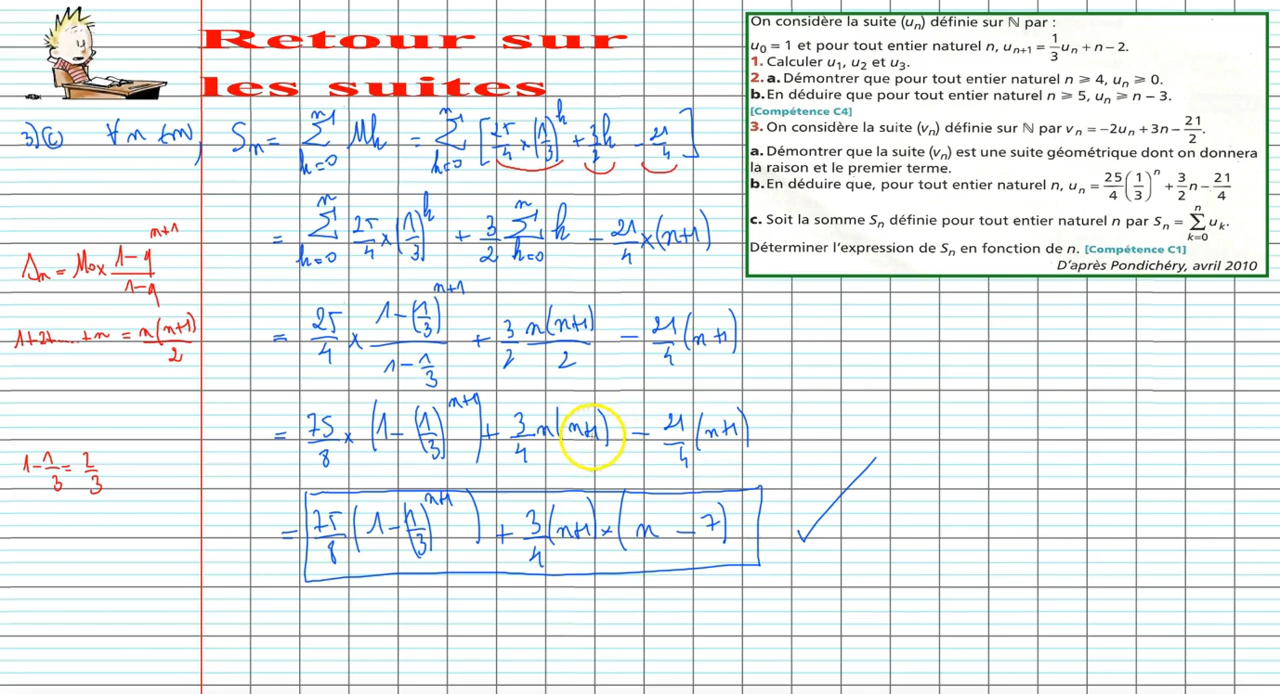 Retour sur
les suites
On considère la suite (uₙ) définie sur ℕ par :
u₀ = 1 et pour tout entier naturel n, uₙ₊₁ = 1/3 uₙ + n − 2.
1. Calculer u₁, u₂ et u₃.
2. a. Démontrer que pour tout entier naturel n ⩾ 4, uₙ ⩾ 0.
b. En déduire que pour tout entier naturel n ⩾ 5, uₙ ⩾ n − 3.
[Compétence C4]
3. On considère la suite (vₙ) définie sur ℕ par vₙ = −2uₙ + 3n − 21/2.
a. Démontrer que la suite (vₙ) est une suite géométrique dont on donnera
la raison et le premier terme.
b. En déduire que, pour tout entier naturel n, uₙ = 25/4 (1/3)ⁿ + 3/2 n − 21/4
c. Soit la somme Sₙ définie pour tout entier naturel n par Sₙ = ∑ₖ₌₀ⁿ uₖ.
Déterminer l'expression de Sₙ en fonction de n. [Compétence C1]
D'après Pondichéry, avril 2010
3) c) ∀n ∈ ℕ, Sₙ = ∑ₖ₌₀ⁿ uₖ = ∑ₖ₌₀ⁿ [25/4 × (1/3)ᵏ + 3/2 k − 21/4]
= ∑ₖ₌₀ⁿ 25/4 × (1/3)ᵏ + 3/2 ∑ₖ₌₀ⁿ k − 21/4 × (n+1)
sₙ = u₀ × (1 − qⁿ⁺¹)/(1 − q)
1+2+.....+n = n(n+1)/2
= 25/4 × (1 − (1/3)ⁿ⁺¹)/(1 − 1/3) + 3/2 n(n+1)/2 − 21/4 (n+1)
= 75/8 × (1 − (1/3)ⁿ⁺¹) + 3/4 n(n+1) − 21/4 (n+1)
1 − 1/3 = 2/3
= 75/8 (1 − (1/3)ⁿ⁺¹) + 3/4 (n+1) × (n − 7)